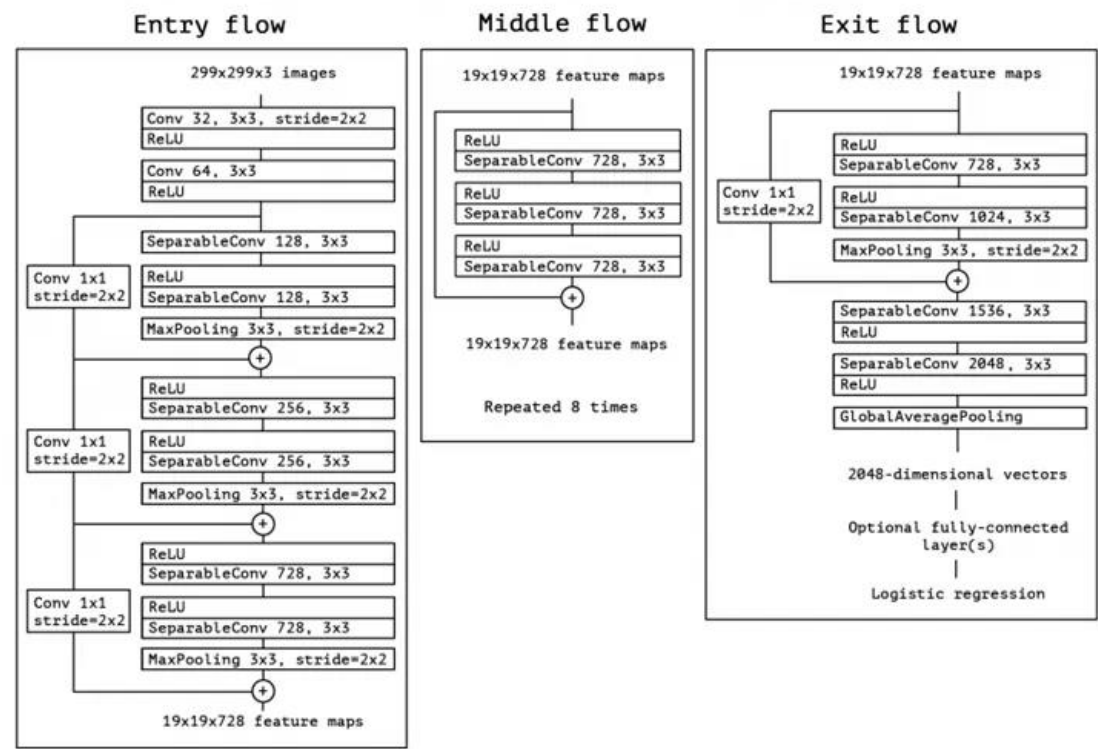 Entry flow
299x299x3 images
Conv 32, 3x3, stride=2x2
ReLU
Conv 64, 3x3
ReLU
SeparableConv 128, 3x3
Conv 1x1
stride=2x2
ReLU
SeparableConv 128, 3x3
MaxPooling 3x3, stride=2x2
+
ReLU
SeparableConv 256, 3x3
Conv 1x1
stride=2x2
ReLU
SeparableConv 256, 3x3
MaxPooling 3x3, stride=2x2
+
ReLU
SeparableConv 728, 3x3
Conv 1x1
stride=2x2
ReLU
SeparableConv 728, 3x3
MaxPooling 3x3, stride=2x2
+
19x19x728 feature maps
Middle flow
19x19x728 feature maps
ReLU
SeparableConv 728, 3x3
ReLU
SeparableConv 728, 3x3
ReLU
SeparableConv 728, 3x3
+
19x19x728 feature maps
Repeated 8 times
Exit flow
19x19x728 feature maps
ReLU
SeparableConv 728, 3x3
Conv 1x1
stride=2x2
ReLU
SeparableConv 1024, 3x3
MaxPooling 3x3, stride=2x2
+
SeparableConv 1536, 3x3
ReLU
SeparableConv 2048, 3x3
ReLU
GlobalAveragePooling
2048-dimensional vectors
Optional fully-connected
layer(s)
Logistic regression